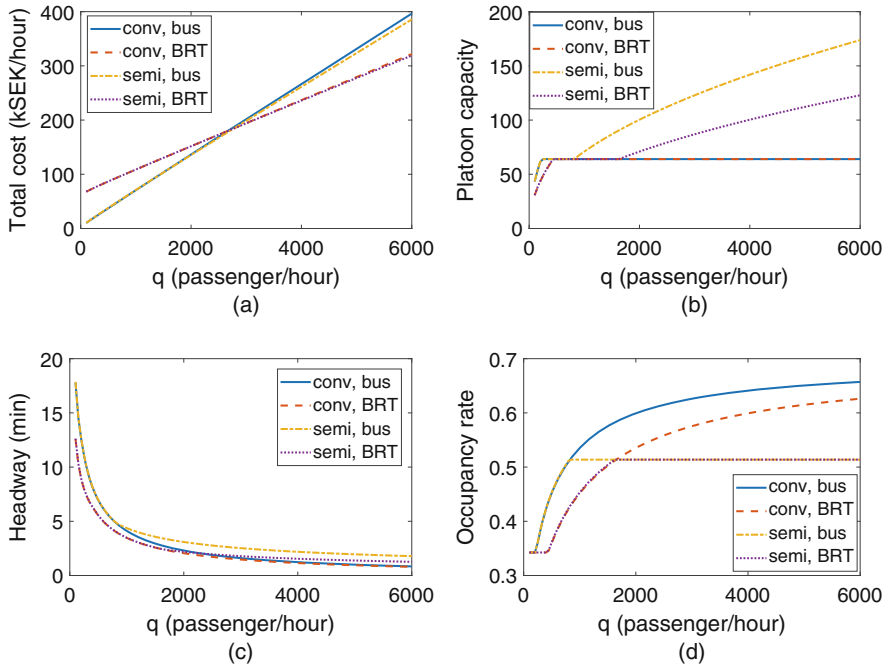 400
300
200
100
0
Total cost (kSEK/hour)
conv, bus
conv, BRT
semi, bus
semi, BRT
0 2000 4000 6000
q (passenger/hour)
(a)
200
150
100
50
0
Platoon capacity
conv, bus
conv, BRT
semi, bus
semi, BRT
0 2000 4000 6000
q (passenger/hour)
(b)
20
15
10
5
0
Headway (min)
conv, bus
conv, BRT
semi, bus
semi, BRT
0 2000 4000 6000
q (passenger/hour)
(c)
0.7
0.6
0.5
0.4
0.3
Occupancy rate
conv, bus
conv, BRT
semi, bus
semi, BRT
0 2000 4000 6000
q (passenger/hour)
(d)